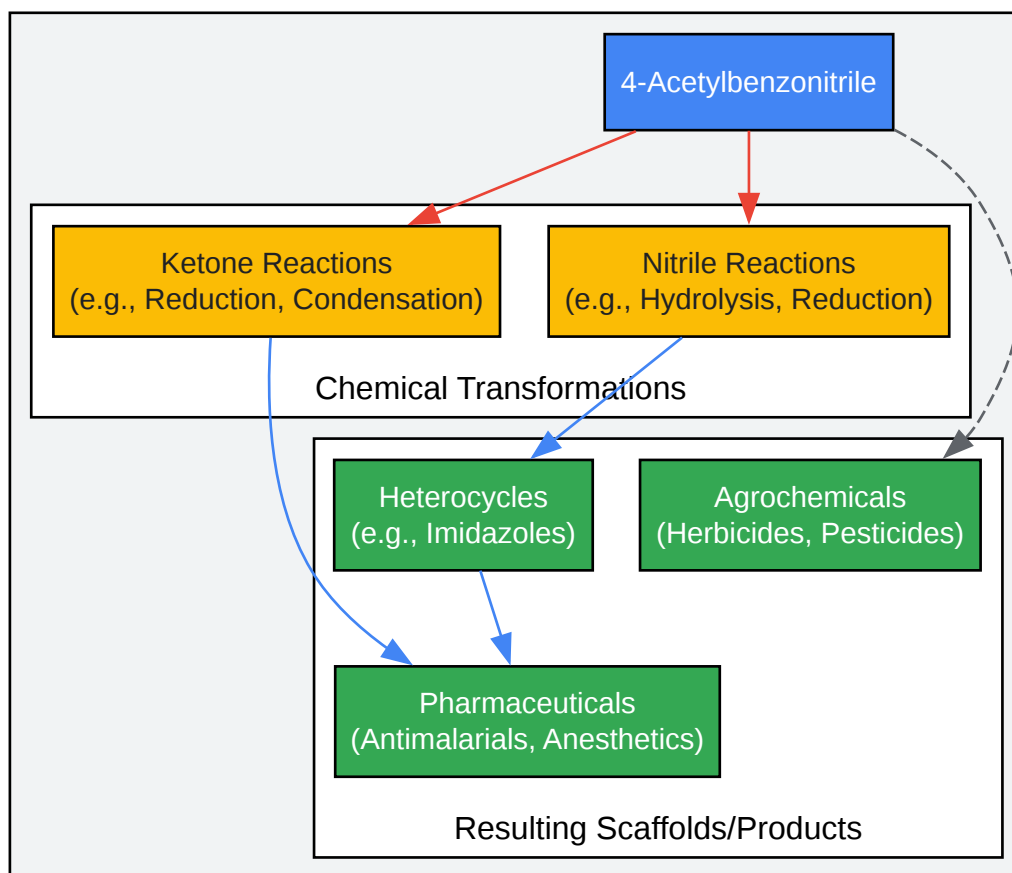 4-Acetylbenzonitrile
Ketone Reactions
(e.g., Reduction, Condensation)
Nitrile Reactions
(e.g., Hydrolysis, Reduction)
Chemical Transformations
Heterocycles
(e.g., Imidazoles)
Agrochemicals
(Herbicides, Pesticides)
Pharmaceuticals
(Antimalarials, Anesthetics)
Resulting Scaffolds/Products